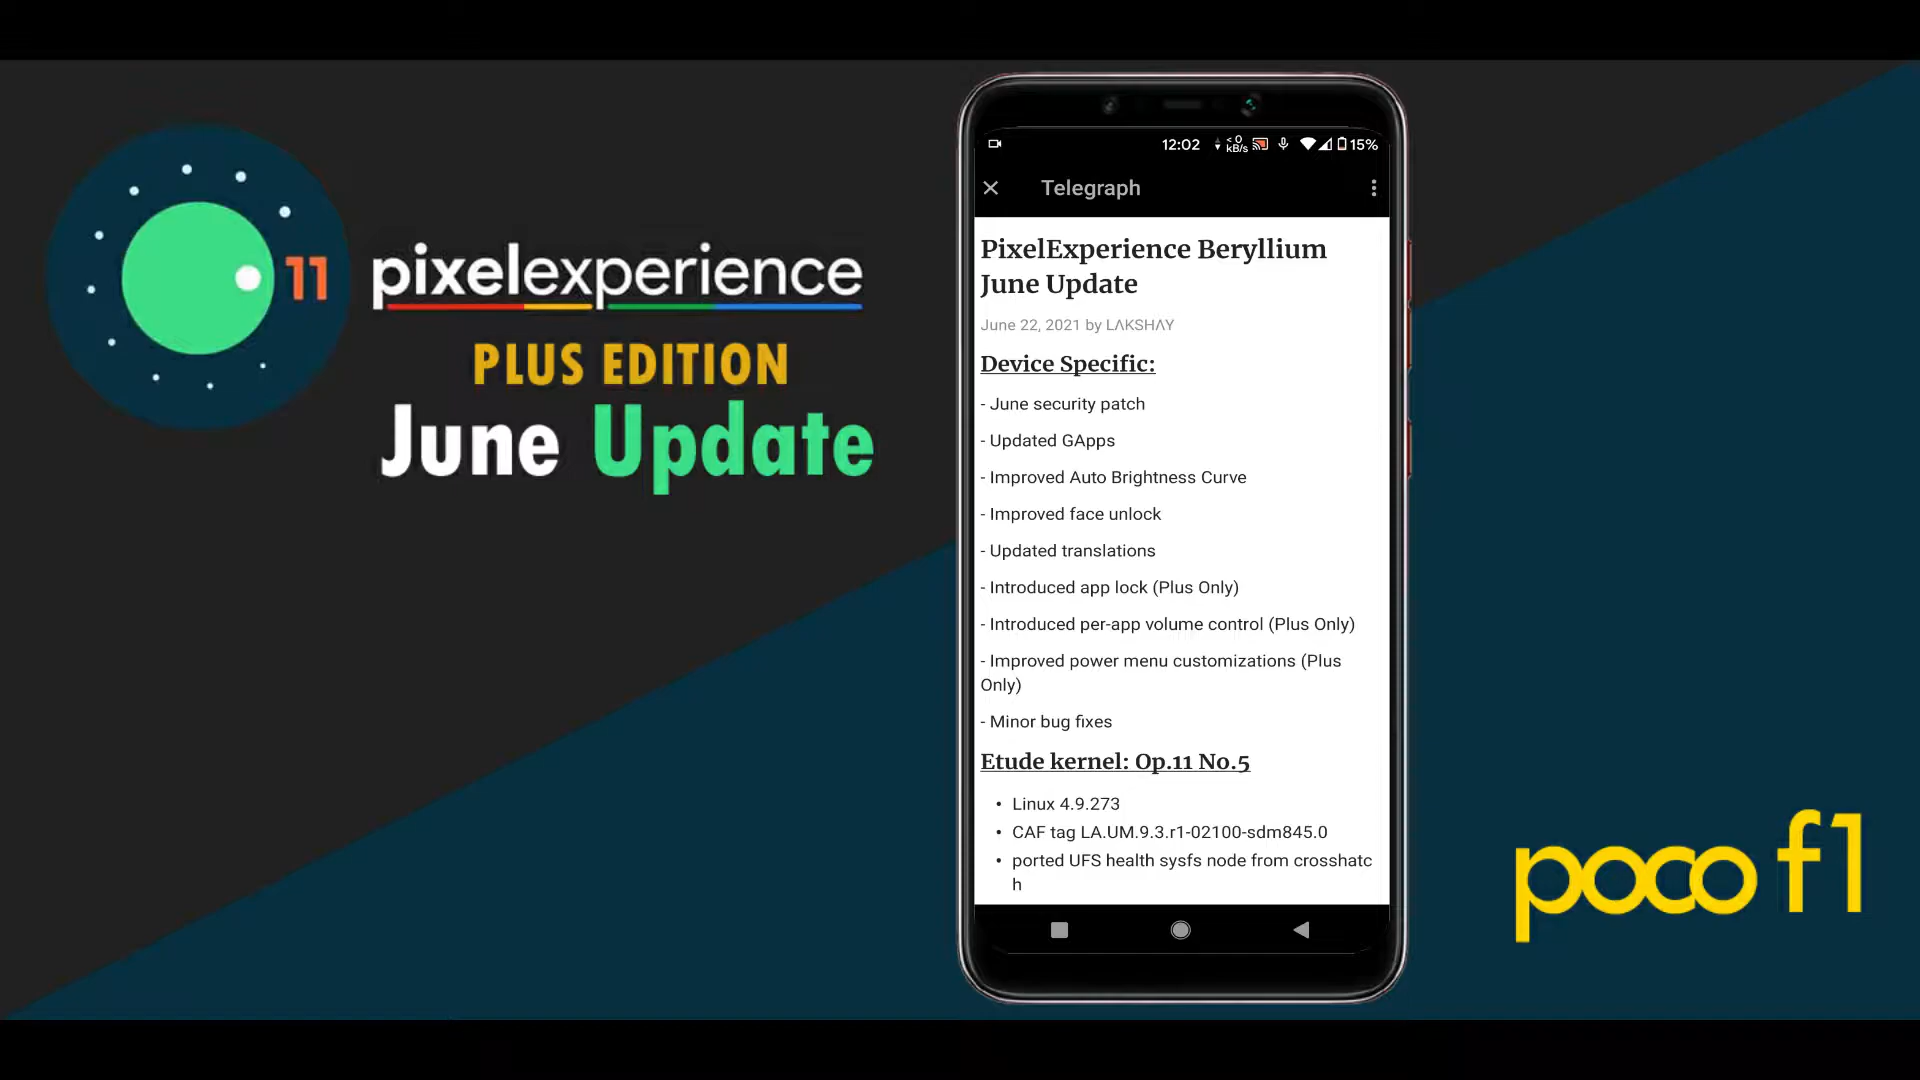 11 pixelexperience
PLUS EDITION
June Update
12:02 < 0 kB/s 15%
Telegraph
PixelExperience Beryllium
June Update
June 22, 2021 by LΛKSHΛY
Device Specific:
- June security patch
- Updated GApps
- Improved Auto Brightness Curve
- Improved face unlock
- Updated translations
- Introduced app lock (Plus Only)
- Introduced per-app volume control (Plus Only)
- Improved power menu customizations (Plus
Only)
- Minor bug fixes
Etude kernel: Op.11 No.5
• Linux 4.9.273
• CAF tag LA.UM.9.3.r1-02100-sdm845.0
• ported UFS health sysfs node from crosshatc
h
poco f1